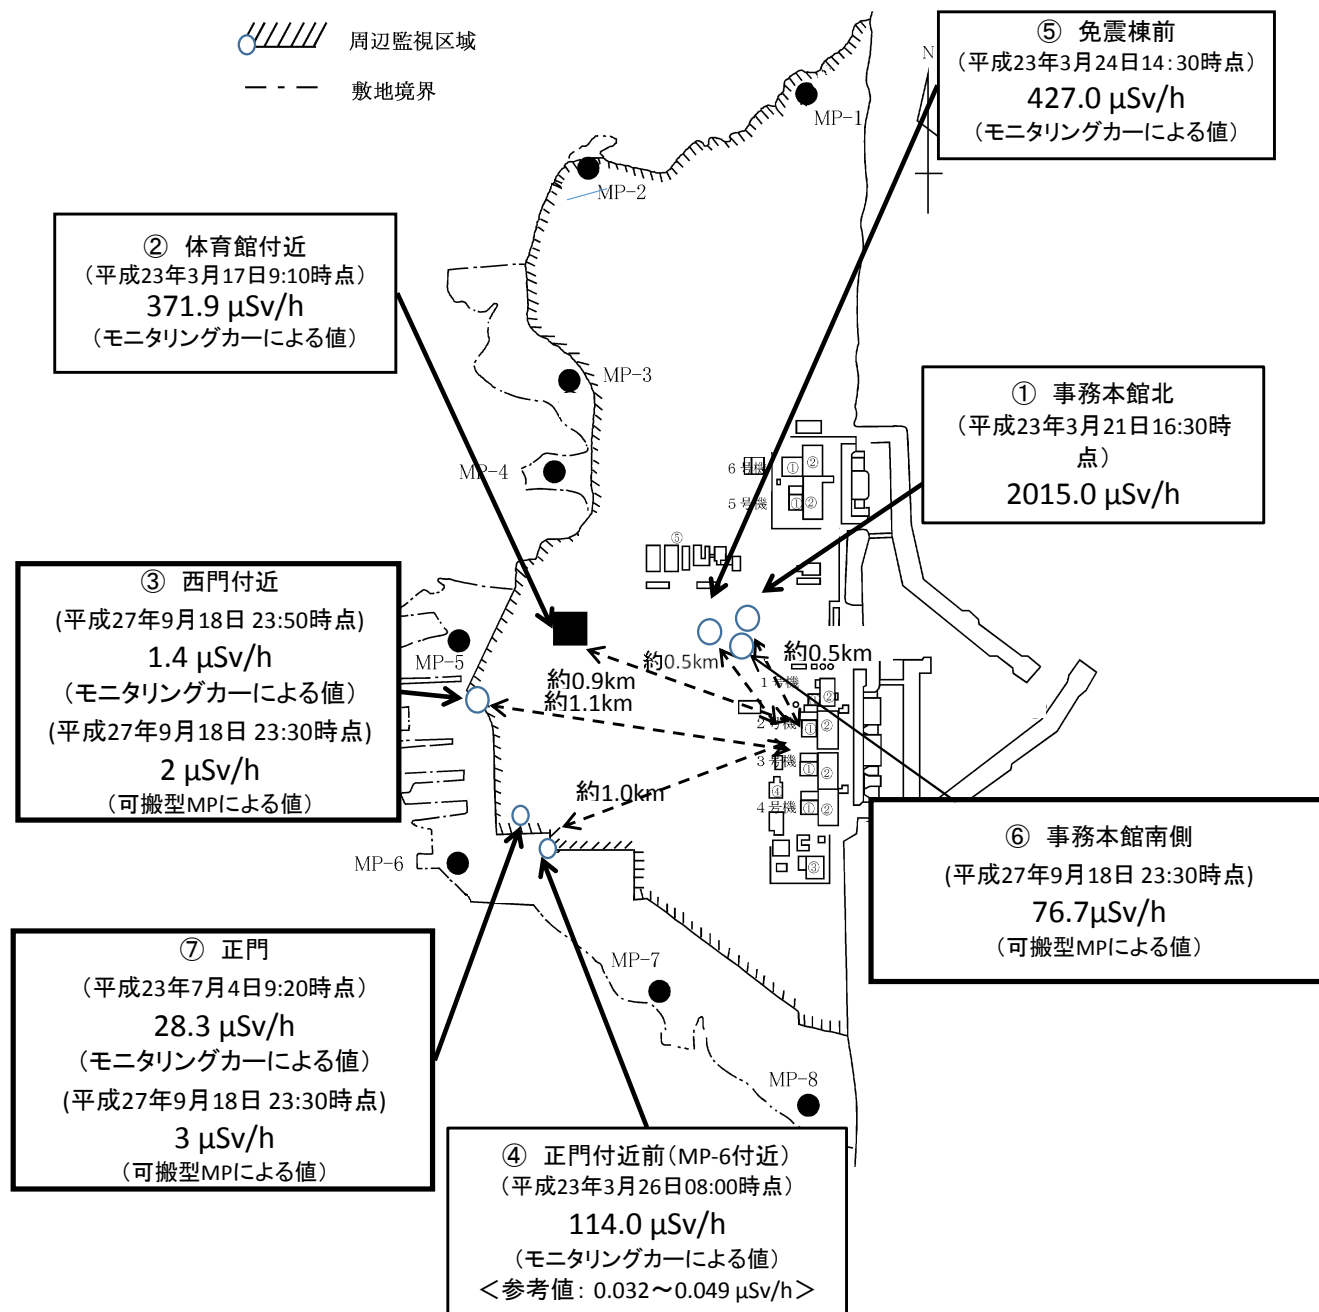 周辺監視区域
敷地境界
⑤ 免震棟前
(平成23年3月24日14:30時点)
427.0 μSv/h
(モニタリングカーによる値)
N
MP-1
MP-2
② 体育館付近
(平成23年3月17日9:10時点)
371.9 μSv/h
(モニタリングカーによる値)
MP-3
① 事務本館北
(平成23年3月21日16:30時
点)
2015.0 μSv/h
MP-4
6号機
① ②
5号機
① ②
⑤
③ 西門付近
(平成27年9月18日 23:50時点)
1.4 μSv/h
(モニタリングカーによる値)
(平成27年9月18日 23:30時点)
2 μSv/h
(可搬型MPによる値)
MP-5
約0.5km
約0.5km
約0.9km
約1.1km
1号機
②
2号機
① ②
3号機
① ②
④
4号機
① ②
③
約1.0km
MP-6
⑥ 事務本館南側
(平成27年9月18日 23:30時点)
76.7μSv/h
(可搬型MPによる値)
⑦ 正門
(平成23年7月4日9:20時点)
28.3 μSv/h
(モニタリングカーによる値)
(平成27年9月18日 23:30時点)
3 μSv/h
(可搬型MPによる値)
MP-7
MP-8
④ 正門付近前(MP-6付近)
(平成23年3月26日08:00時点)
114.0 μSv/h
(モニタリングカーによる値)
<参考値: 0.032~0.049 μSv/h>